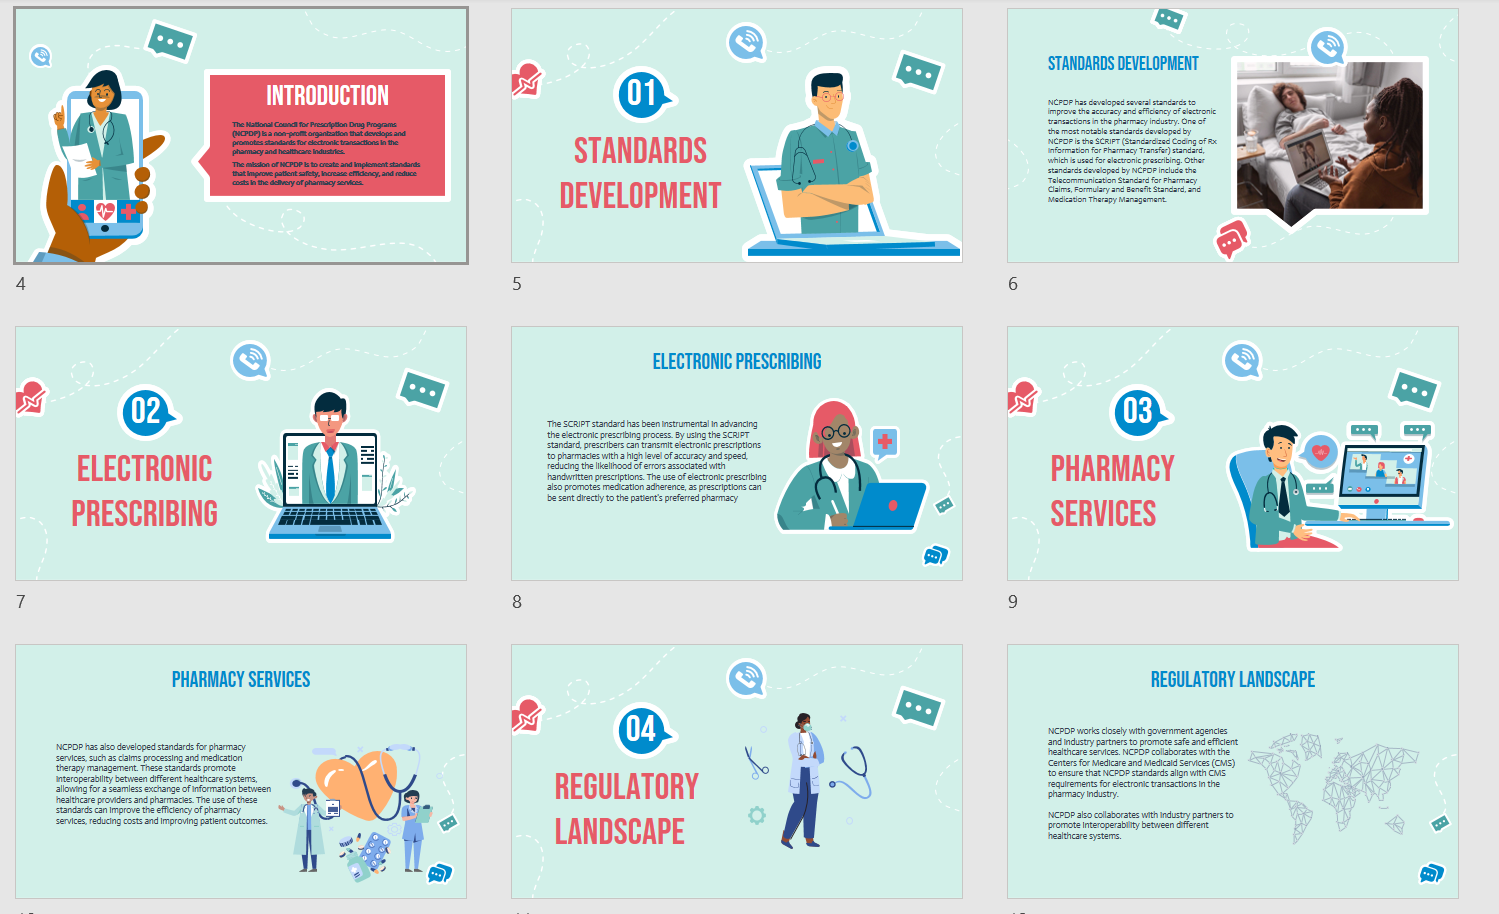 INTRODUCTION
The National Council for Prescription Drug Programs
(NCPDP) is a non-profit organization that develops and
promotes standards for electronic transactions in the
pharmacy and healthcare industries.
The mission of NCPDP is to create and implement standards
that improve patient safety, increase efficiency, and reduce
costs in the delivery of pharmacy services.
4
01
STANDARDS
DEVELOPMENT
5
STANDARDS DEVELOPMENT
NCPDP has developed several standards to
improve the accuracy and efficiency of electronic
transactions in the pharmacy industry. One of
the most notable standards developed by
NCPDP is the SCRIPT (Standardized Coding of Rx
Information for Pharmacy Transfer) standard,
which is used for electronic prescribing. Other
standards developed by NCPDP include the
Telecommunication Standard for Pharmacy
Claims, Formulary and Benefit Standard, and
Medication Therapy Management.
6
02
ELECTRONIC
PRESCRIBING
7
ELECTRONIC PRESCRIBING
The SCRIPT standard has been instrumental in advancing
the electronic prescribing process. By using the SCRIPT
standard, prescribers can transmit electronic prescriptions
to pharmacies with a high level of accuracy and speed,
reducing the likelihood of errors associated with
handwritten prescriptions. The use of electronic prescribing
also promotes medication adherence, as prescriptions can
be sent directly to the patient's preferred pharmacy
8
03
PHARMACY
SERVICES
9
PHARMACY SERVICES
NCPDP has also developed standards for pharmacy
services, such as claims processing and medication
therapy management. These standards promote
interoperability between different healthcare systems,
allowing for a seamless exchange of information between
healthcare providers and pharmacies. The use of these
standards can improve the efficiency of pharmacy
services, reducing costs and improving patient outcomes.
04
REGULATORY
LANDSCAPE
REGULATORY LANDSCAPE
NCPDP works closely with government agencies
and industry partners to promote safe and efficient
healthcare services. NCPDP collaborates with the
Centers for Medicare and Medicaid Services (CMS)
to ensure that NCPDP standards align with CMS
requirements for electronic transactions in the
pharmacy industry.
NCPDP also collaborates with industry partners to
promote interoperability between different
healthcare systems.